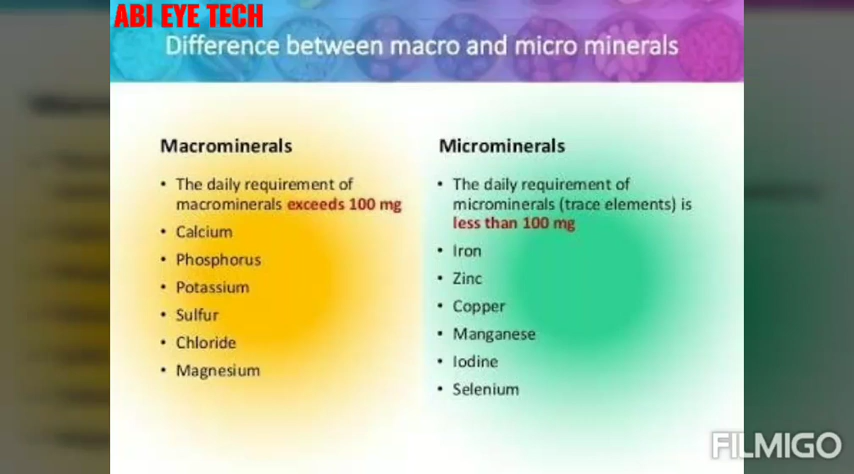 ABI EYE TECH
Difference between macro and micro minerals
Macrominerals
• The daily requirement of
macrominerals exceeds 100 mg
• Calcium
• Phosphorus
• Potassium
• Sulfur
• Chloride
• Magnesium
Microminerals
• The daily requirement of
microminerals (trace elements) is
less than 100 mg
• Iron
• Zinc
• Copper
• Manganese
• Iodine
• Selenium
FILMIGO